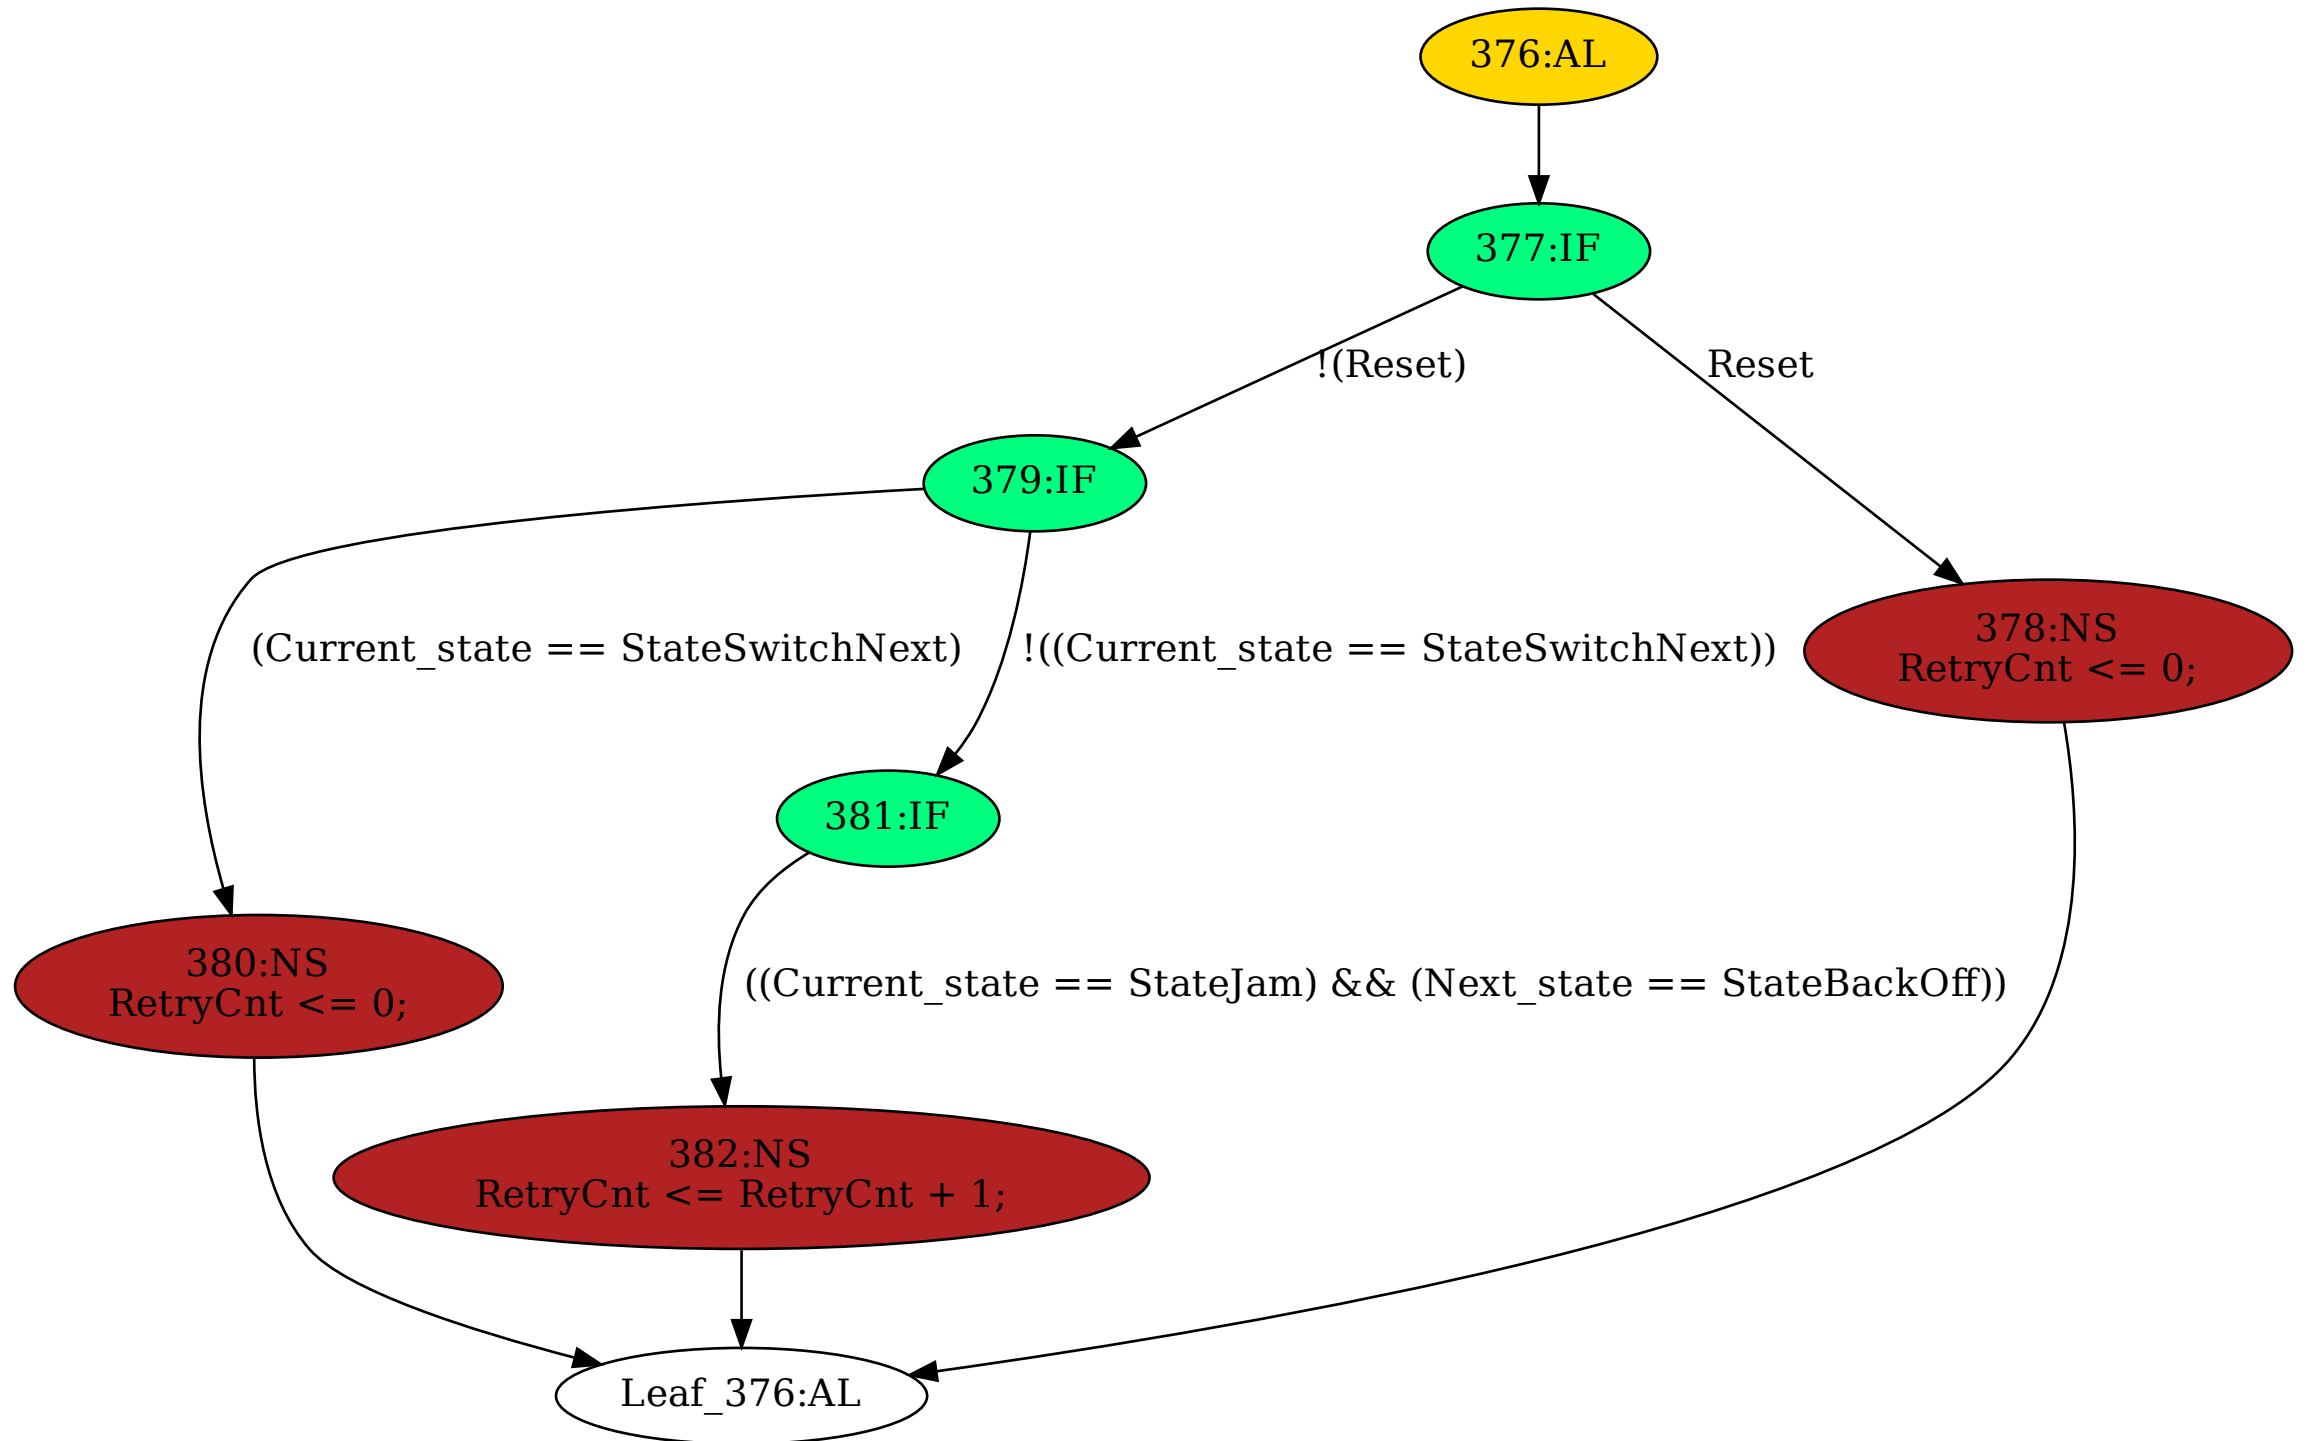 376:AL
377:IF
!(Reset)
Reset
379:IF
378:NS
RetryCnt <= 0;
(Current_state == StateSwitchNext)
!((Current_state == StateSwitchNext))
381:IF
380:NS
RetryCnt <= 0;
((Current_state == StateJam) && (Next_state == StateBackOff))
382:NS
RetryCnt <= RetryCnt + 1;
Leaf_376:AL